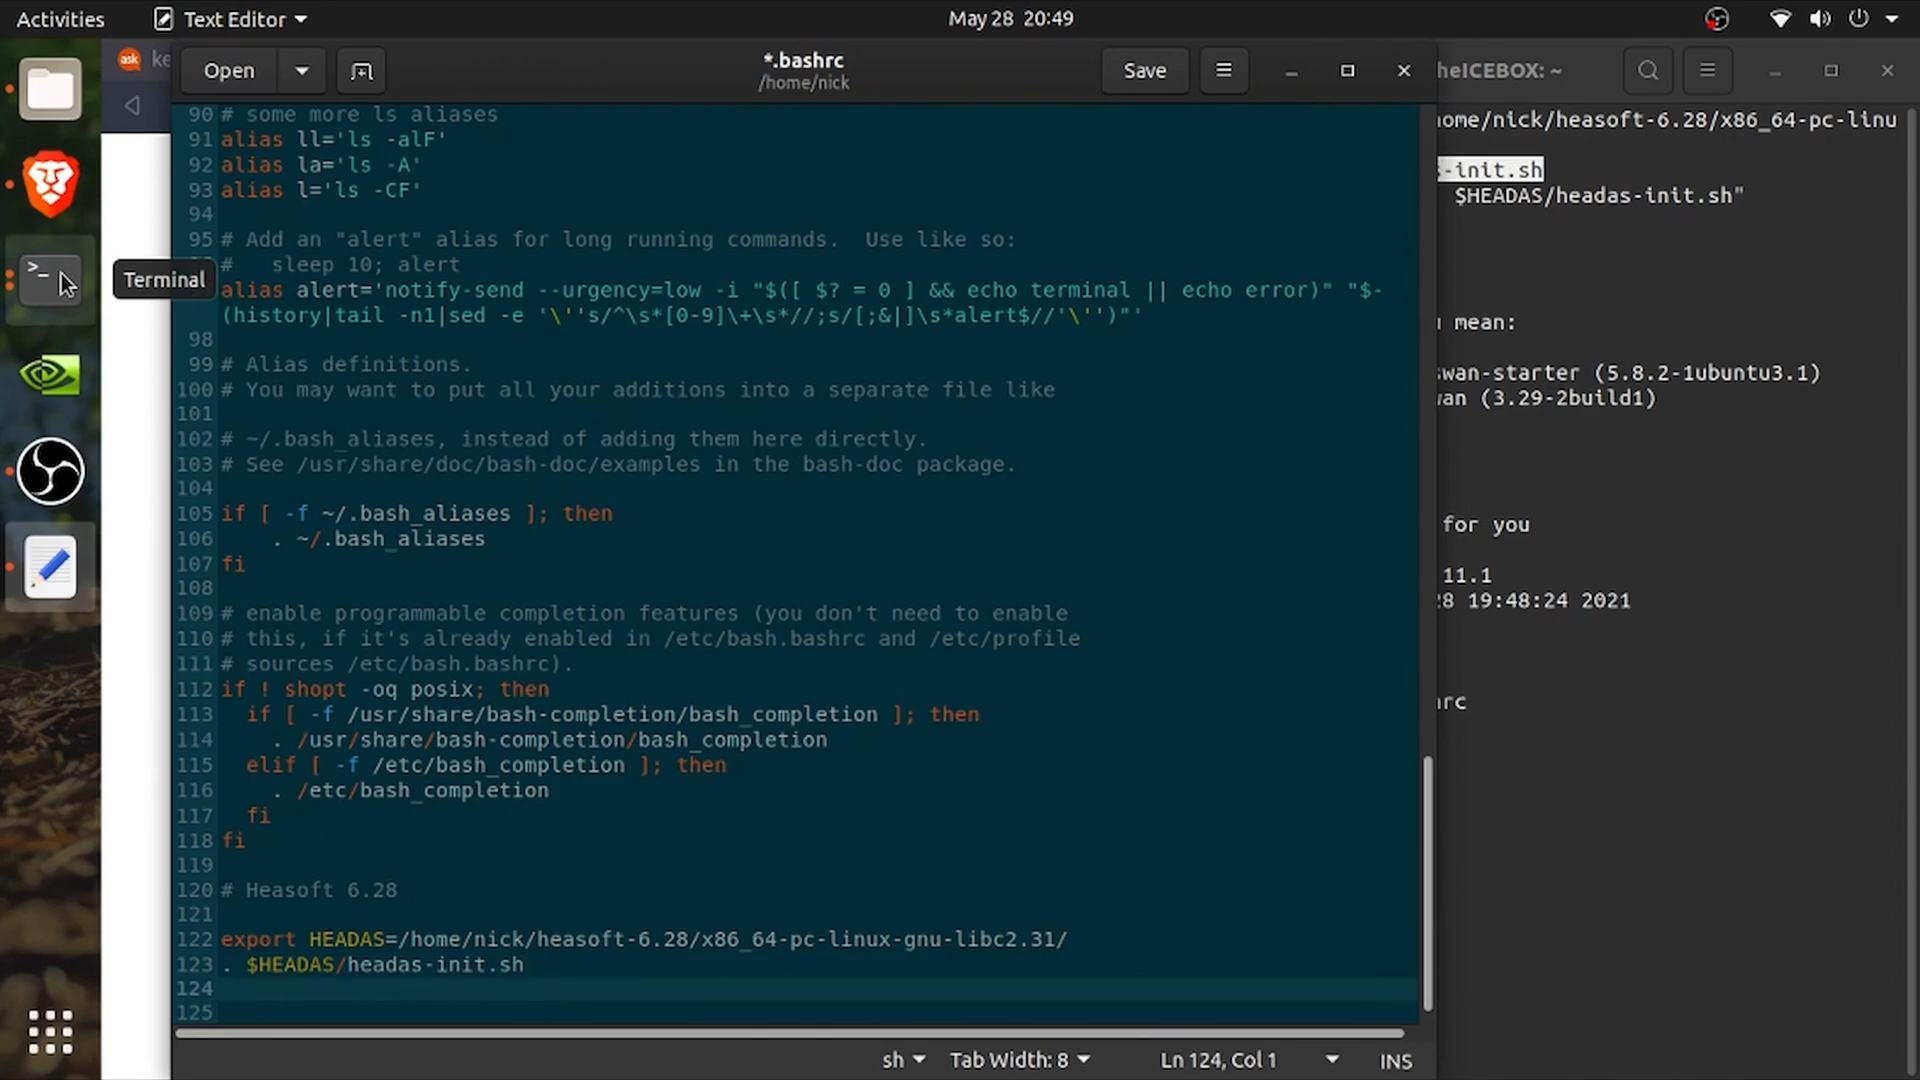 Activities
Text Editor
May 28 20:49
ask
ke
Open
*.bashrc
/home/nick
Save
heICEBOX: ~
Terminal
90 # some more ls aliases
91 alias ll='ls -alF'
92 alias la='ls -A'
93 alias l='ls -CF'
94
95 # Add an "alert" alias for long running commands.  Use like so:
#   sleep 10; alert
alias alert='notify-send --urgency=low -i "$([ $? = 0 ] && echo terminal || echo error)" "$-
(history|tail -n1|sed -e '\''s/^\s*[0-9]\+\s*//;s/[;&|]\s*alert$//'\'')"'
98
99 # Alias definitions.
100 # You may want to put all your additions into a separate file like
101
102 # ~/.bash_aliases, instead of adding them here directly.
103 # See /usr/share/doc/bash-doc/examples in the bash-doc package.
104
105 if [ -f ~/.bash_aliases ]; then
106     . ~/.bash_aliases
107 fi
108
109 # enable programmable completion features (you don't need to enable
110 # this, if it's already enabled in /etc/bash.bashrc and /etc/profile
111 # sources /etc/bash.bashrc).
112 if ! shopt -oq posix; then
113   if [ -f /usr/share/bash-completion/bash_completion ]; then
114     . /usr/share/bash-completion/bash_completion
115   elif [ -f /etc/bash_completion ]; then
116     . /etc/bash_completion
117   fi
118 fi
119
120 # Heasoft 6.28
121
122 export HEADAS=/home/nick/heasoft-6.28/x86_64-pc-linux-gnu-libc2.31/
123 . $HEADAS/headas-init.sh
124
125
sh
Tab Width: 8
Ln 124, Col 1
INS
ome/nick/heasoft-6.28/x86_64-pc-linu
-init.sh
$HEADAS/headas-init.sh"
mean:
swan-starter (5.8.2-1ubuntu3.1)
an (3.29-2build1)
for you
11.1
8 19:48:24 2021
rc